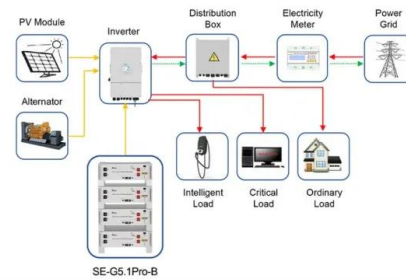 PV Module
Inverter
Distribution
Box
Electricity
Meter
Power
Grid
Alternator
Intelligent
Load
Critical
Load
Ordinary
Load
SE-G5.1Pro-B